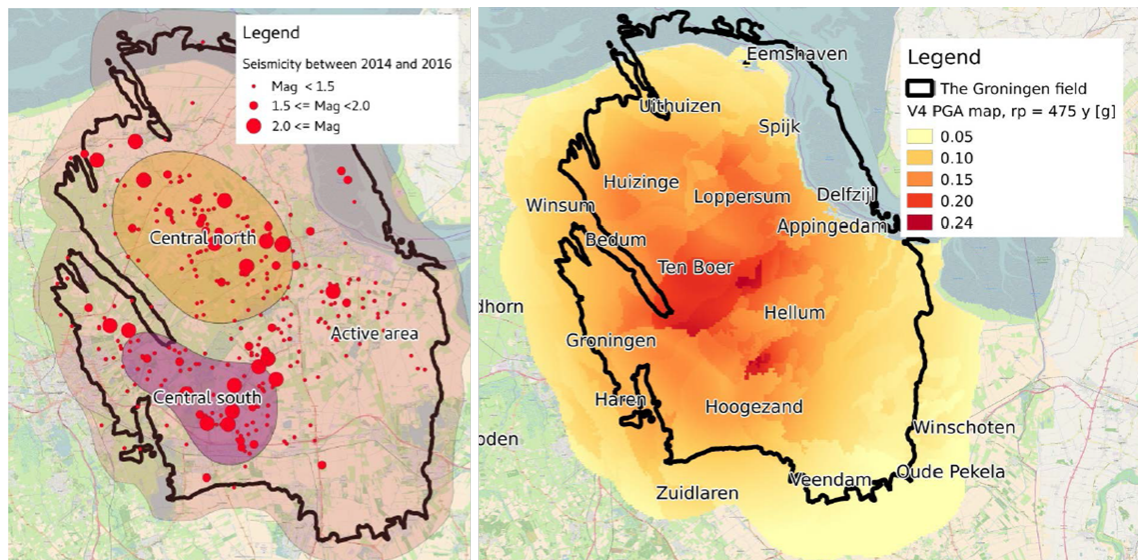 Legend
Seismicity between 2014 and 2016
Mag < 1.5
1.5 <= Mag <2.0
2.0 <= Mag
Central north
Active area
Central south
Legend
The Groningen field
V4 PGA map, rp = 475 y [g]
0.05
0.10
0.15
0.20
0.24
Eemshaven
Uithuizen
Spijk
Huizinge
Loppersum
Delfzijl
Winsum
Appingedam
Bedum
Ten Boer
dhorn
Hellum
Groningen
Haren
Hoogezand
oden
Winschoten
Oude Pekela
Veendam
Zuidlaren